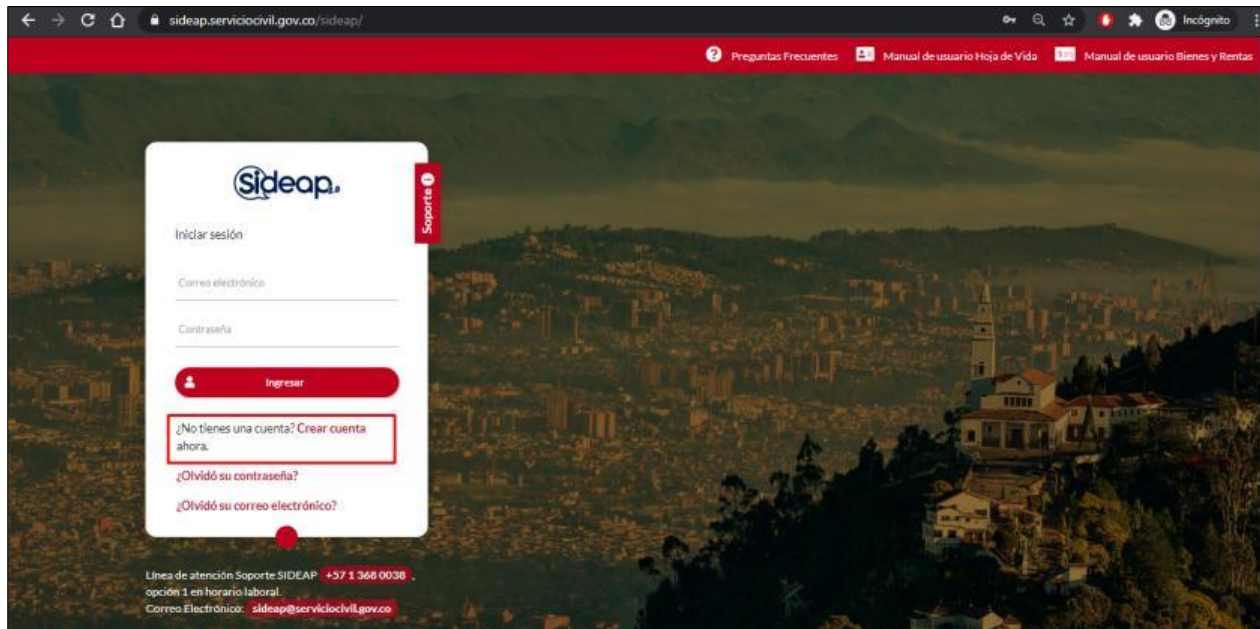 sideap.serviciocivil.gov.co/sideap/
Incógnito
Preguntas Frecuentes
Manual de usuario Hoja de Vida
Manual de usuario Bienes y Rentas
Sideap 2.0
Soporte
Iniciar sesión
Correo electrónico
Contraseña
Ingresar
¿No tienes una cuenta? Crear cuenta
ahora.
¿Olvidó su contraseña?
¿Olvidó su correo electrónico?
Línea de atención Soporte SIDEAP +57 1 368 0038 ,
opción 1 en horario laboral.
Correo Electrónico: sideap@serviciocivil.gov.co